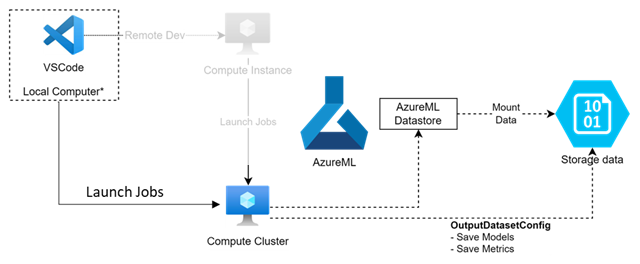 VSCode
Remote Dev
Compute Instance
Local Computer*
Launch Jobs
AzureML
AzureML
Datastore
Mount
Data
10
01
Storage data
Launch Jobs
Compute Cluster
OutputDatasetConfig
- Save Models
- Save Metrics